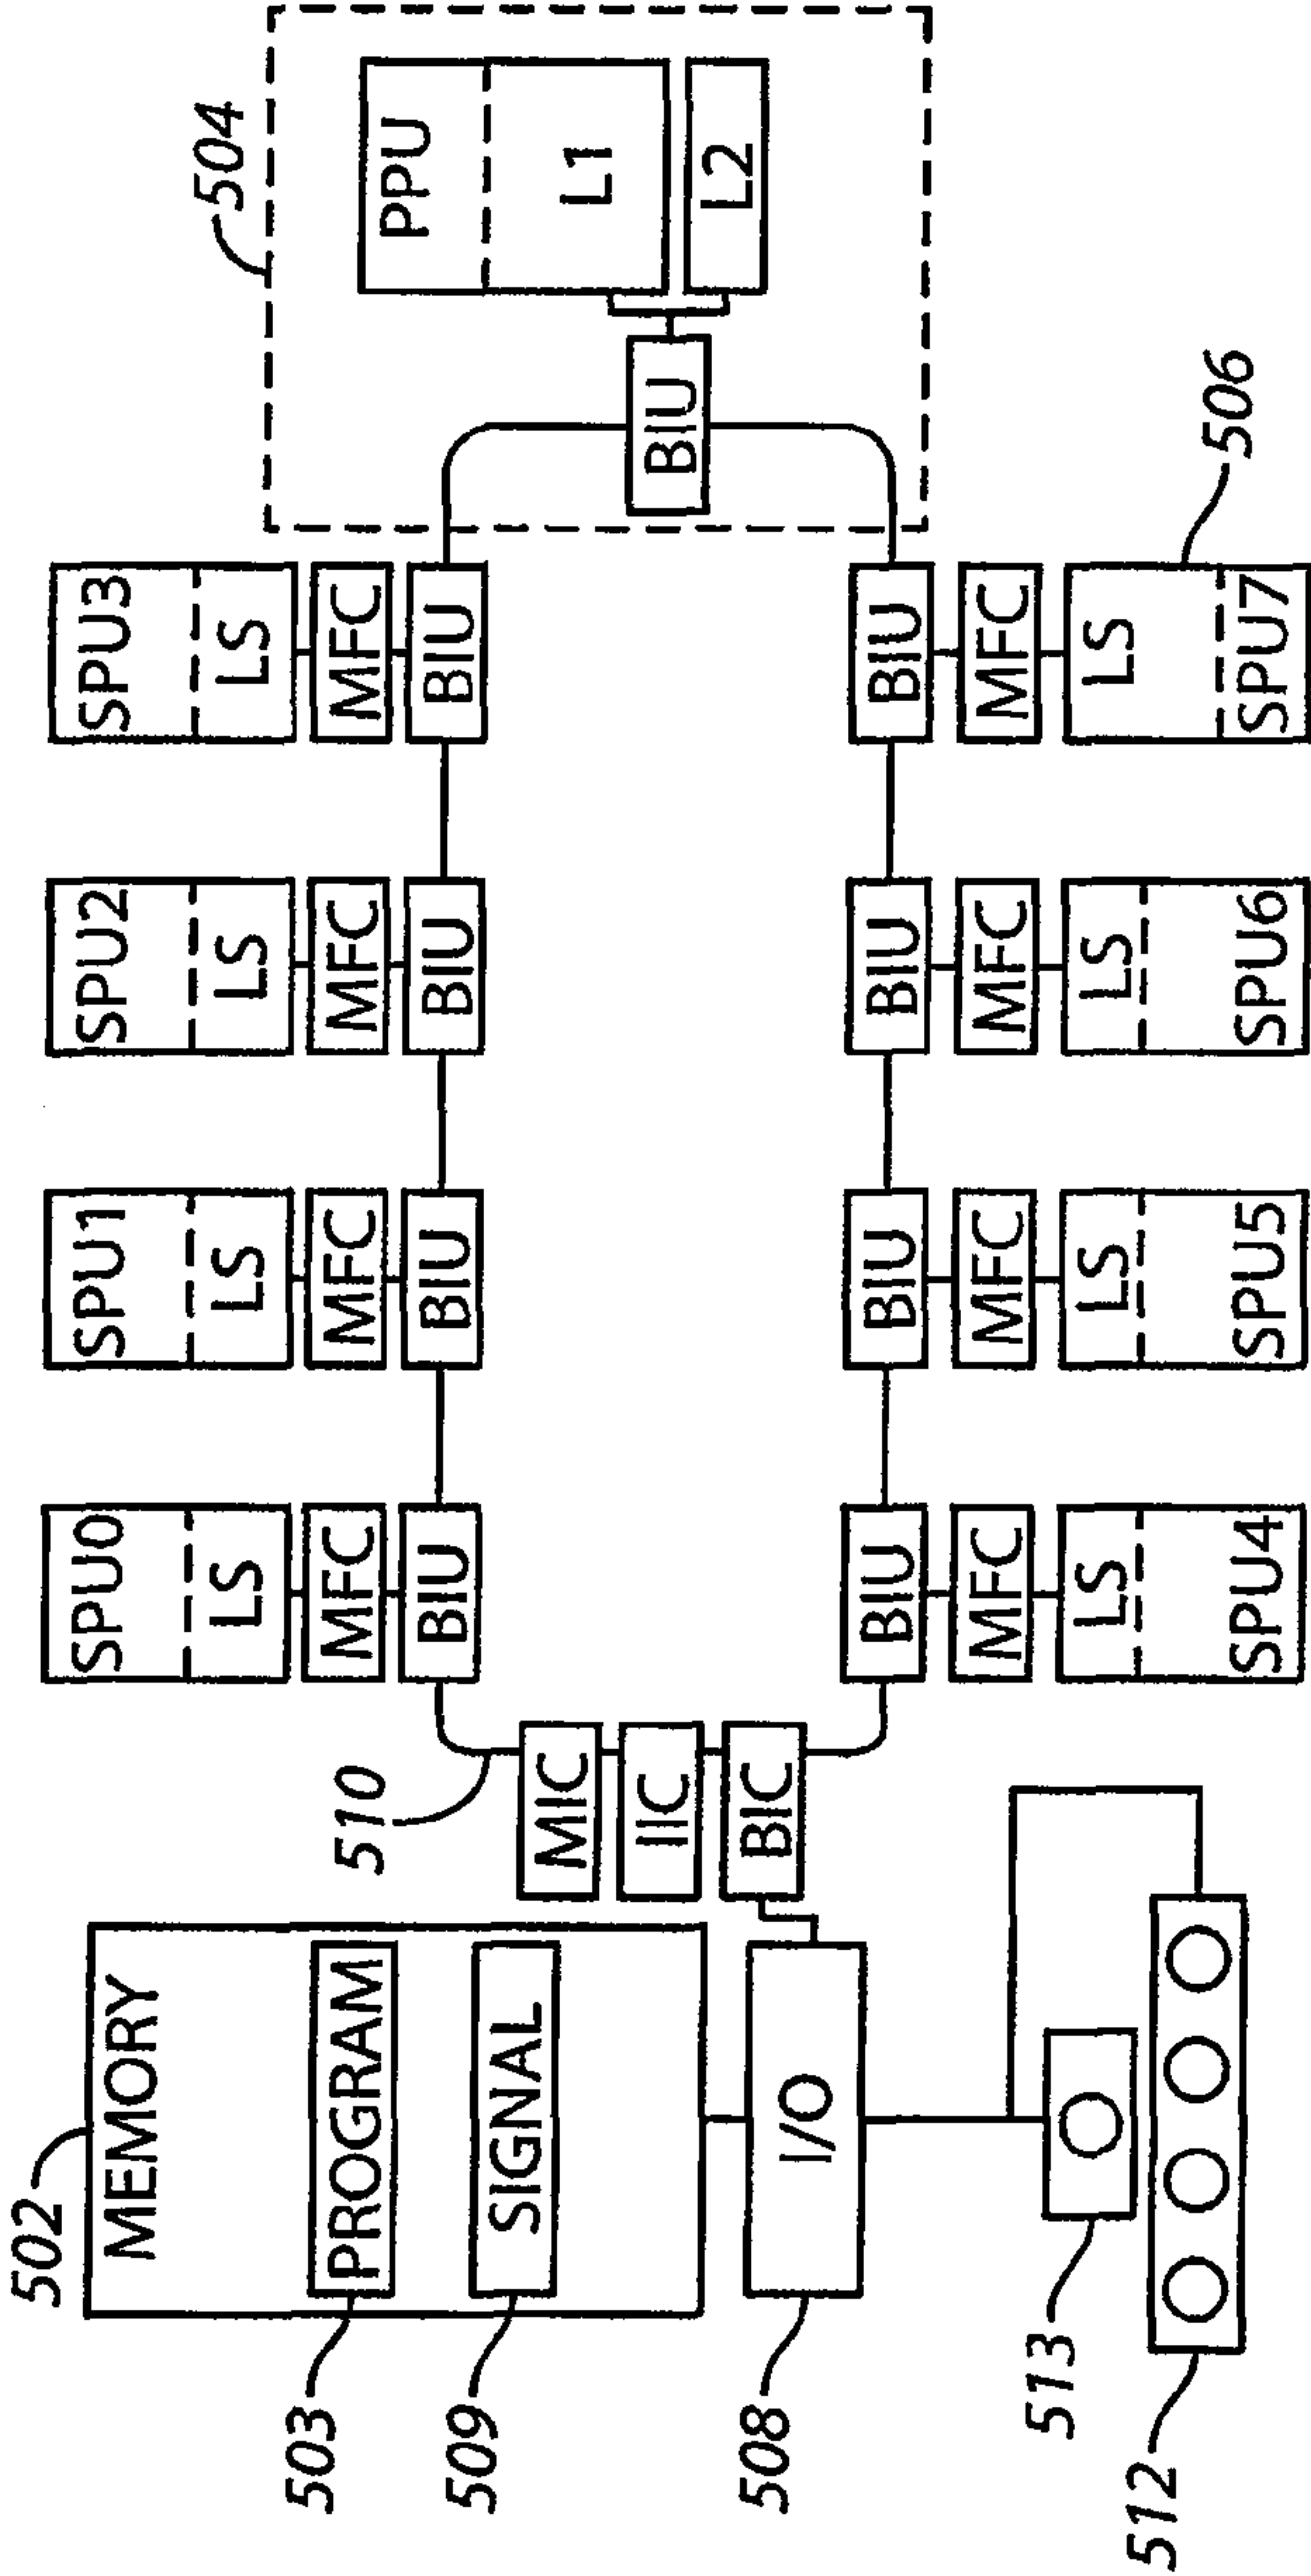 504
SPU0
SPU1
SPU2
SPU3
LS
LS
LS
LS
MFC
MFC
MFC
MFC
BIU
BIU
BIU
BIU
PPU
L1
L2
BIU
510
MIC
IIC
BIC
502
MEMORY
503
PROGRAM
509
SIGNAL
508
I/O
BIU
BIU
BIU
BIU
MFC
MFC
MFC
MFC
LS
LS
LS
LS
SPU4
SPU5
SPU6
SPU7
506
513
512